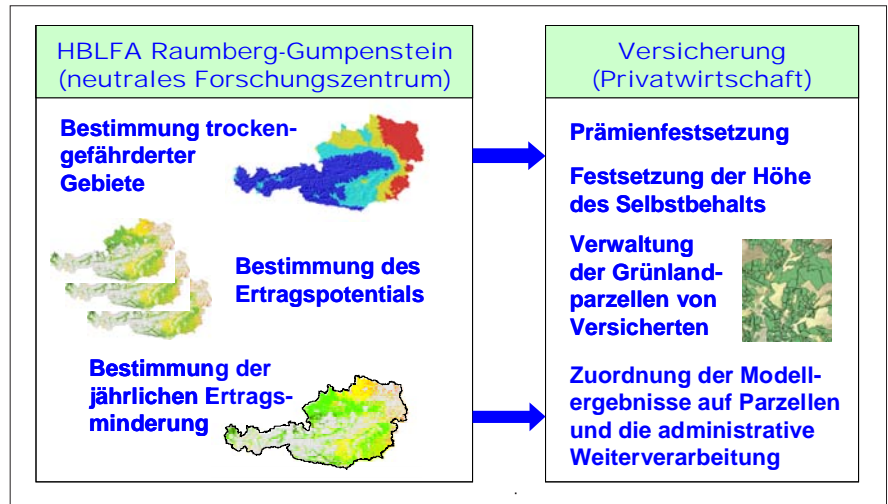 HBLFA Raumberg-Gumpenstein
(neutrales Forschungszentrum)
Bestimmung trocken-
gefährderter
Gebiete
Bestimmung des
Ertragspotentials
Bestimmung der
jährlichen Ertrags-
minderung
Versicherung
(Privatwirtschaft)
Prämienfestsetzung
Festsetzung der Höhe
des Selbstbehalts
Verwaltung
der Grünland-
parzellen von
Versicherten
Zuordnung der Modell-
ergebnisse auf Parzellen
und die administrative
Weiterverarbeitung